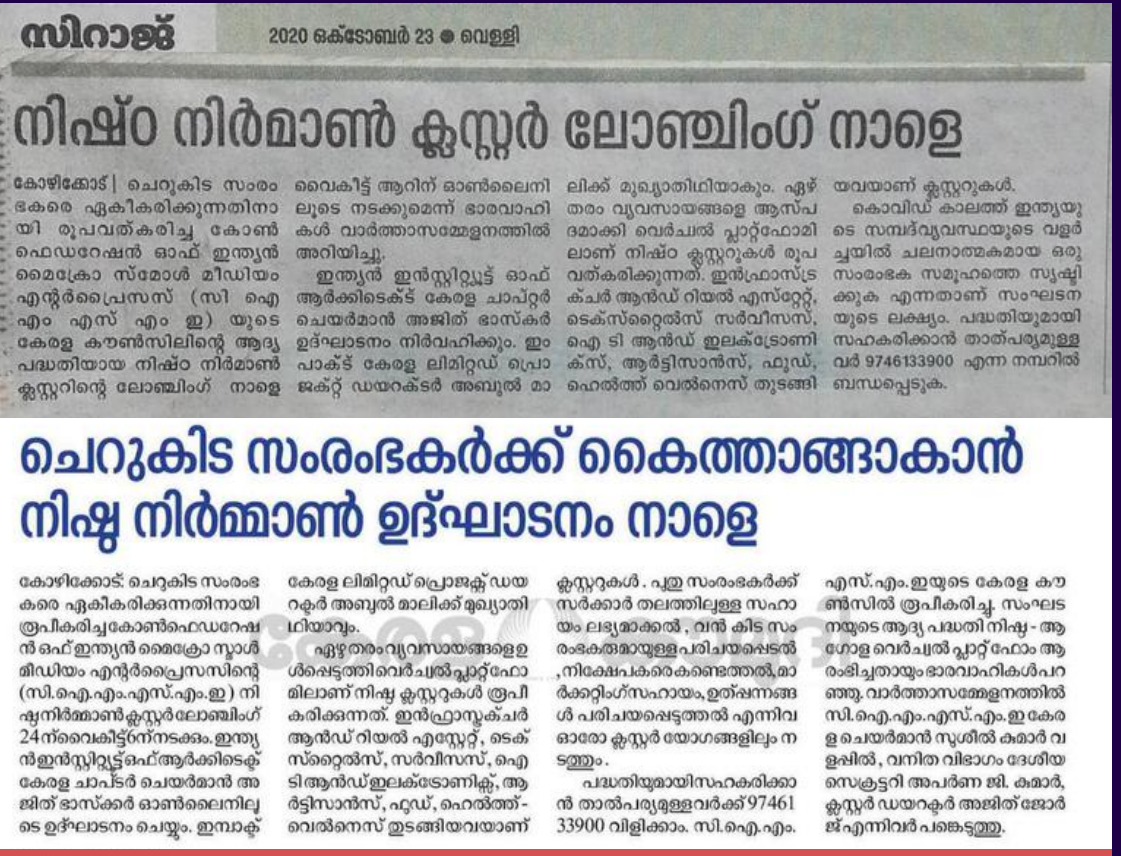 സിറാജ്
2020 ഒക്ടോബർ 23 ● വെള്ളി
നിഷ്ഠ നിർമാൺ ക്ലസ്റ്റർ ലോഞ്ചിംഗ് നാളെ
കോഴിക്കോട്| ചെറുകിട സംരം
ഭകരെ ഏകീകരിക്കുന്നതിനാ
യി രൂപവത്കരിച്ച കോൺ
ഫെഡറേഷൻ ഓഫ് ഇന്ത്യൻ
മൈക്രോ സ്മോൾ മീഡിയം
എന്റർപ്രൈസസ് (സി ഐ
എം എസ് എം ഇ) യുടെ
കേരള കൗൺസിലിന്റെ ആദ്യ
പദ്ധതിയായ നിഷ്ഠ നിർമാൺ
ക്ലസ്റ്ററിന്റെ ലോഞ്ചിംഗ് നാളെ
വൈകീട്ട് ആറിന് ഓൺലൈനി
ലൂടെ നടക്കുമെന്ന് ഭാരവാഹി
കൾ വാർത്താസമ്മേളനത്തിൽ
അറിയിച്ചു.
ഇന്ത്യൻ ഇൻസ്റ്റിറ്റ്യൂട്ട് ഓഫ്
ആർക്കിടെക്ട് കേരള ചാപ്റ്റർ
ചെയർമാൻ അജിത് ഭാസ്കർ
ഉദ്ഘാടനം നിർവഹിക്കും. ഇം
പാക്ട് കേരള ലിമിറ്റഡ് പ്രൊ
ജക്റ്റ് ഡയറക്ടർ അബുൽ മാ
ലിക്ക് മുഖ്യാതിഥിയാകും. ഏഴ്
തരം വ്യവസായങ്ങളെ ആസ്പ
ദമാക്കി വെർച്വൽ പ്ലാറ്റ്ഫോമി
ലാണ് നിഷ്ഠ ക്ലസ്റ്ററുകൾ രൂപ
വത്കരിക്കുന്നത്. ഇൻഫ്രാസ്ട്ര
ക്ചർ ആൻഡ് റിയൽ എസ്റ്റേറ്റ്,
ടെക്സ്റ്റൈൽസ് സർവീസസ്,
ഐ ടി ആൻഡ് ഇലക്ട്രോണി
ക്സ്, ആർട്ടിസാൻസ്, ഫുഡ്,
ഹെൽത്ത് വെൽനെസ് തുടങ്ങി
യവയാണ് ക്ലസ്റ്ററുകൾ.
കൊവിഡ് കാലത്ത് ഇന്ത്യയു
ടെ സമ്പദ്‌വ്യവസ്ഥയുടെ വളർ
ച്ചയിൽ ചലനാത്മകമായ ഒരു
സംരംഭക സമൂഹത്തെ സൃഷ്ടി
ക്കുക എന്നതാണ് സംഘടന
യുടെ ലക്ഷ്യം. പദ്ധതിയുമായി
സഹകരിക്കാൻ താത്പര്യമുള്ള
വർ 9746133900 എന്ന നമ്പറിൽ
ബന്ധപ്പെടുക.
ചെറുകിട സംരംഭകർക്ക് കൈത്താങ്ങാകാൻ
നിഷ്ഠ നിർമ്മാൺ ഉദ്ഘാടനം നാളെ
കോഴിക്കോട്: ചെറുകിട സംരംഭ
കരെ ഏകീകരിക്കുന്നതിനായി
രൂപീകരിച്ച കോൺഫെഡറേഷ
ൻ ഒഫ് ഇന്ത്യൻ മൈക്രോ സ്മാൾ
മീഡിയം എന്റർപ്രൈസസിന്റെ
(സി.ഐ.എം.എസ്.എം.ഇ) നി
ഷ്ഠ നിർമ്മാൺ ക്ലസ്റ്റർ ലോഞ്ചിംഗ്
24 ന് വൈകീട്ട് 6ന് നടക്കും. ഇന്ത്യ
ൻ ഇൻസ്റ്റിറ്റ്യൂട്ട് ഒഫ് ആർക്കിടെക്ട്
കേരള ചാപ്ടർ ചെയർമാൻ അ
ജിത് ഭാസ്ക്കർ ഓൺലൈനിലൂ
ടെ ഉദ്ഘാടനം ചെയ്യും. ഇമ്പാക്ട്
കേരള ലിമിറ്റഡ് പ്രൊജക്ട് ഡയ
റക്ടർ അബുൽ മാലിക്ക് മുഖ്യാതി
ഥിയാവും.
ഏഴു തരം വ്യവസായങ്ങളെ ഉ
ൾപ്പെടുത്തി വെർച്വൽ പ്ലാറ്റ്ഫോ
മിലാണ് നിഷ്ഠ ക്ലസ്റ്ററുകൾ രൂപീ
കരിക്കുന്നത്. ഇൻഫ്രാസ്ട്രക്ചർ
ആൻഡ് റിയൽ എസ്റ്റേറ്റ്, ടെക്
സ്റ്റൈൽസ്, സർവീസസ്, ഐ
ടി ആൻഡ് ഇലക്ട്രോണിക്സ്, ആ
ർട്ടിസാൻസ്, ഫുഡ്, ഹെൽത്ത്-
വെൽനെസ് തുടങ്ങിയവയാണ്
ക്ലസ്റ്ററുകൾ. പുതു സംരംഭകർക്ക്
സർക്കാർ തലത്തിലുള്ള സഹാ
യം ലഭ്യമാക്കൽ, വൻ കിട സം
രംഭകരുമായുള്ള പരിചയപ്പെടൽ
,നിക്ഷേപകരെ കണ്ടെത്തൽ, മാ
ർക്കറ്റിംഗ് സഹായം, ഉത്പന്നങ്ങ
ൾ പരിചയപ്പെടുത്തൽ എന്നിവ
ഓരോ ക്ലസ്റ്റർ യോഗങ്ങളിലും ന
ടത്തും.
പദ്ധതിയുമായി സഹകരിക്കാ
ൻ താൽപര്യമുള്ളവർക്ക് 97461
33900 വിളിക്കാം. സി.ഐ.എം.
എസ്.എം.ഇയുടെ കേരള കൗ
ൺസിൽ രൂപീകരിച്ചു. സംഘട
നയുടെ ആദ്യ പദ്ധതി നിഷ്ഠ - ആ
ഗോള വെർച്വൽ പ്ലാറ്റ് ഫോം ആ
രംഭിച്ചതായും ഭാരവാഹികൾ പറ
ഞ്ഞു. വാർത്താസമ്മേളനത്തിൽ
സി.ഐ.എം.എസ്.എം.ഇ കേര
ള ചെയർമാൻ സുശീൽ കുമാർ വ
ളപ്പിൽ, വനിത വിഭാഗം ദേശീയ
സെക്രട്ടറി അപർണ ജി. കുമാർ,
ക്ലസ്റ്റർ ഡയറക്ടർ അജിത് ജോർ
ജ് എന്നിവർ പങ്കെടുത്തു.
കേരള കൗമുദി